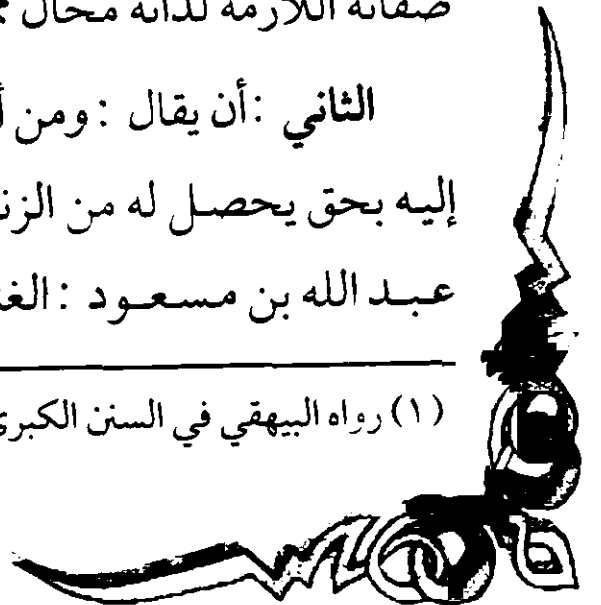 صفاته اللازمة لذاته محال
الثاني : أن يقال : ومن
إليه بحق يحصل له من الزن
عبد الله بن مسعود : الغ
(١) رواه البيهقي في السنن الكبرى